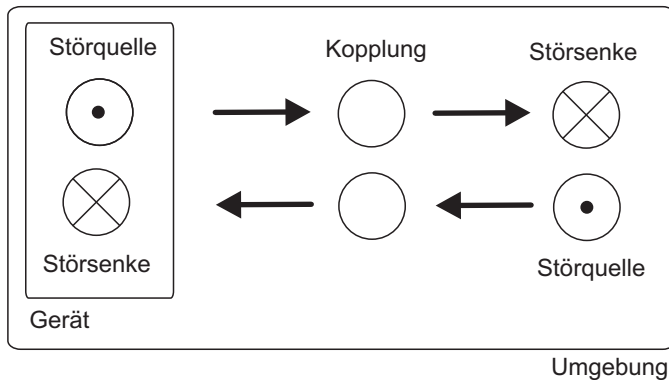 Störquelle
Kopplung
Störsenke
Störsenke
Störquelle
Gerät
Umgebung